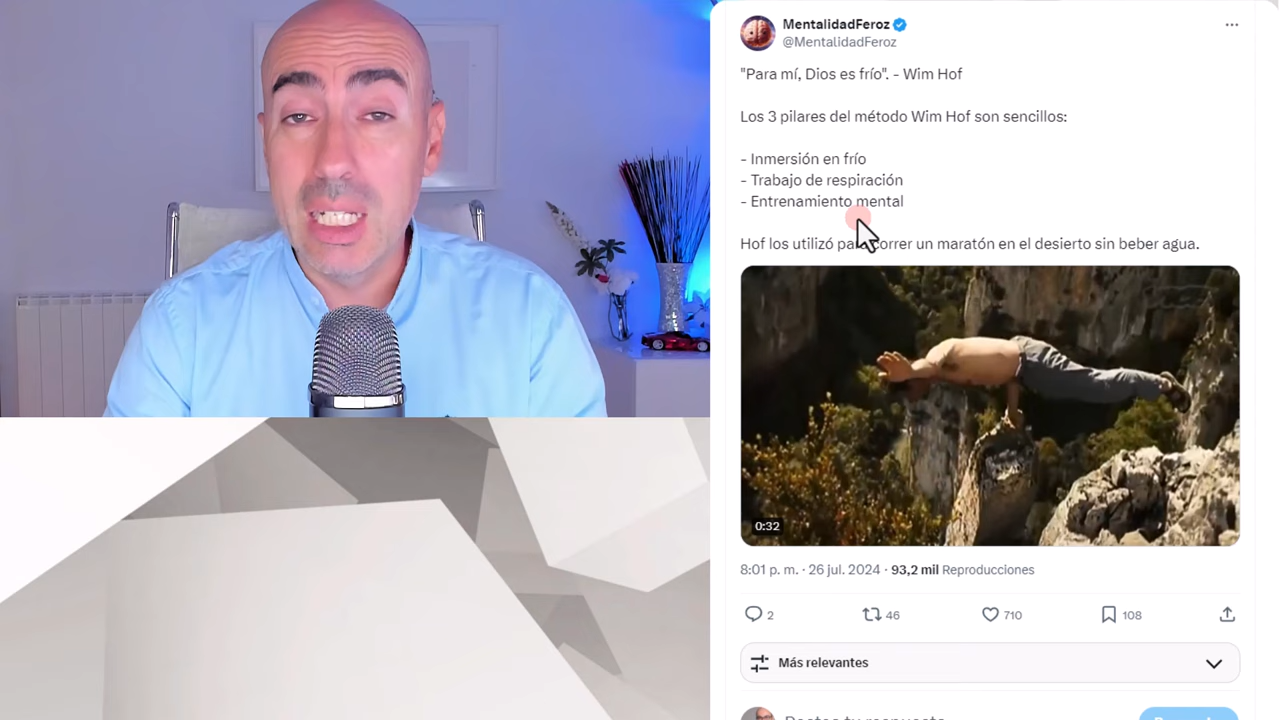 MentalidadFeroz
@MentalidadFeroz
"Para mí, Dios es frío". - Wim Hof
Los 3 pilares del método Wim Hof son sencillos:
- Inmersión en frío
- Trabajo de respiración
- Entrenamiento mental
Hof los utilizó para correr un maratón en el desierto sin beber agua.
0:32
8:01 p. m. · 26 jul. 2024 · 93,2 mil Reproducciones
2 46 710 108
Más relevantes